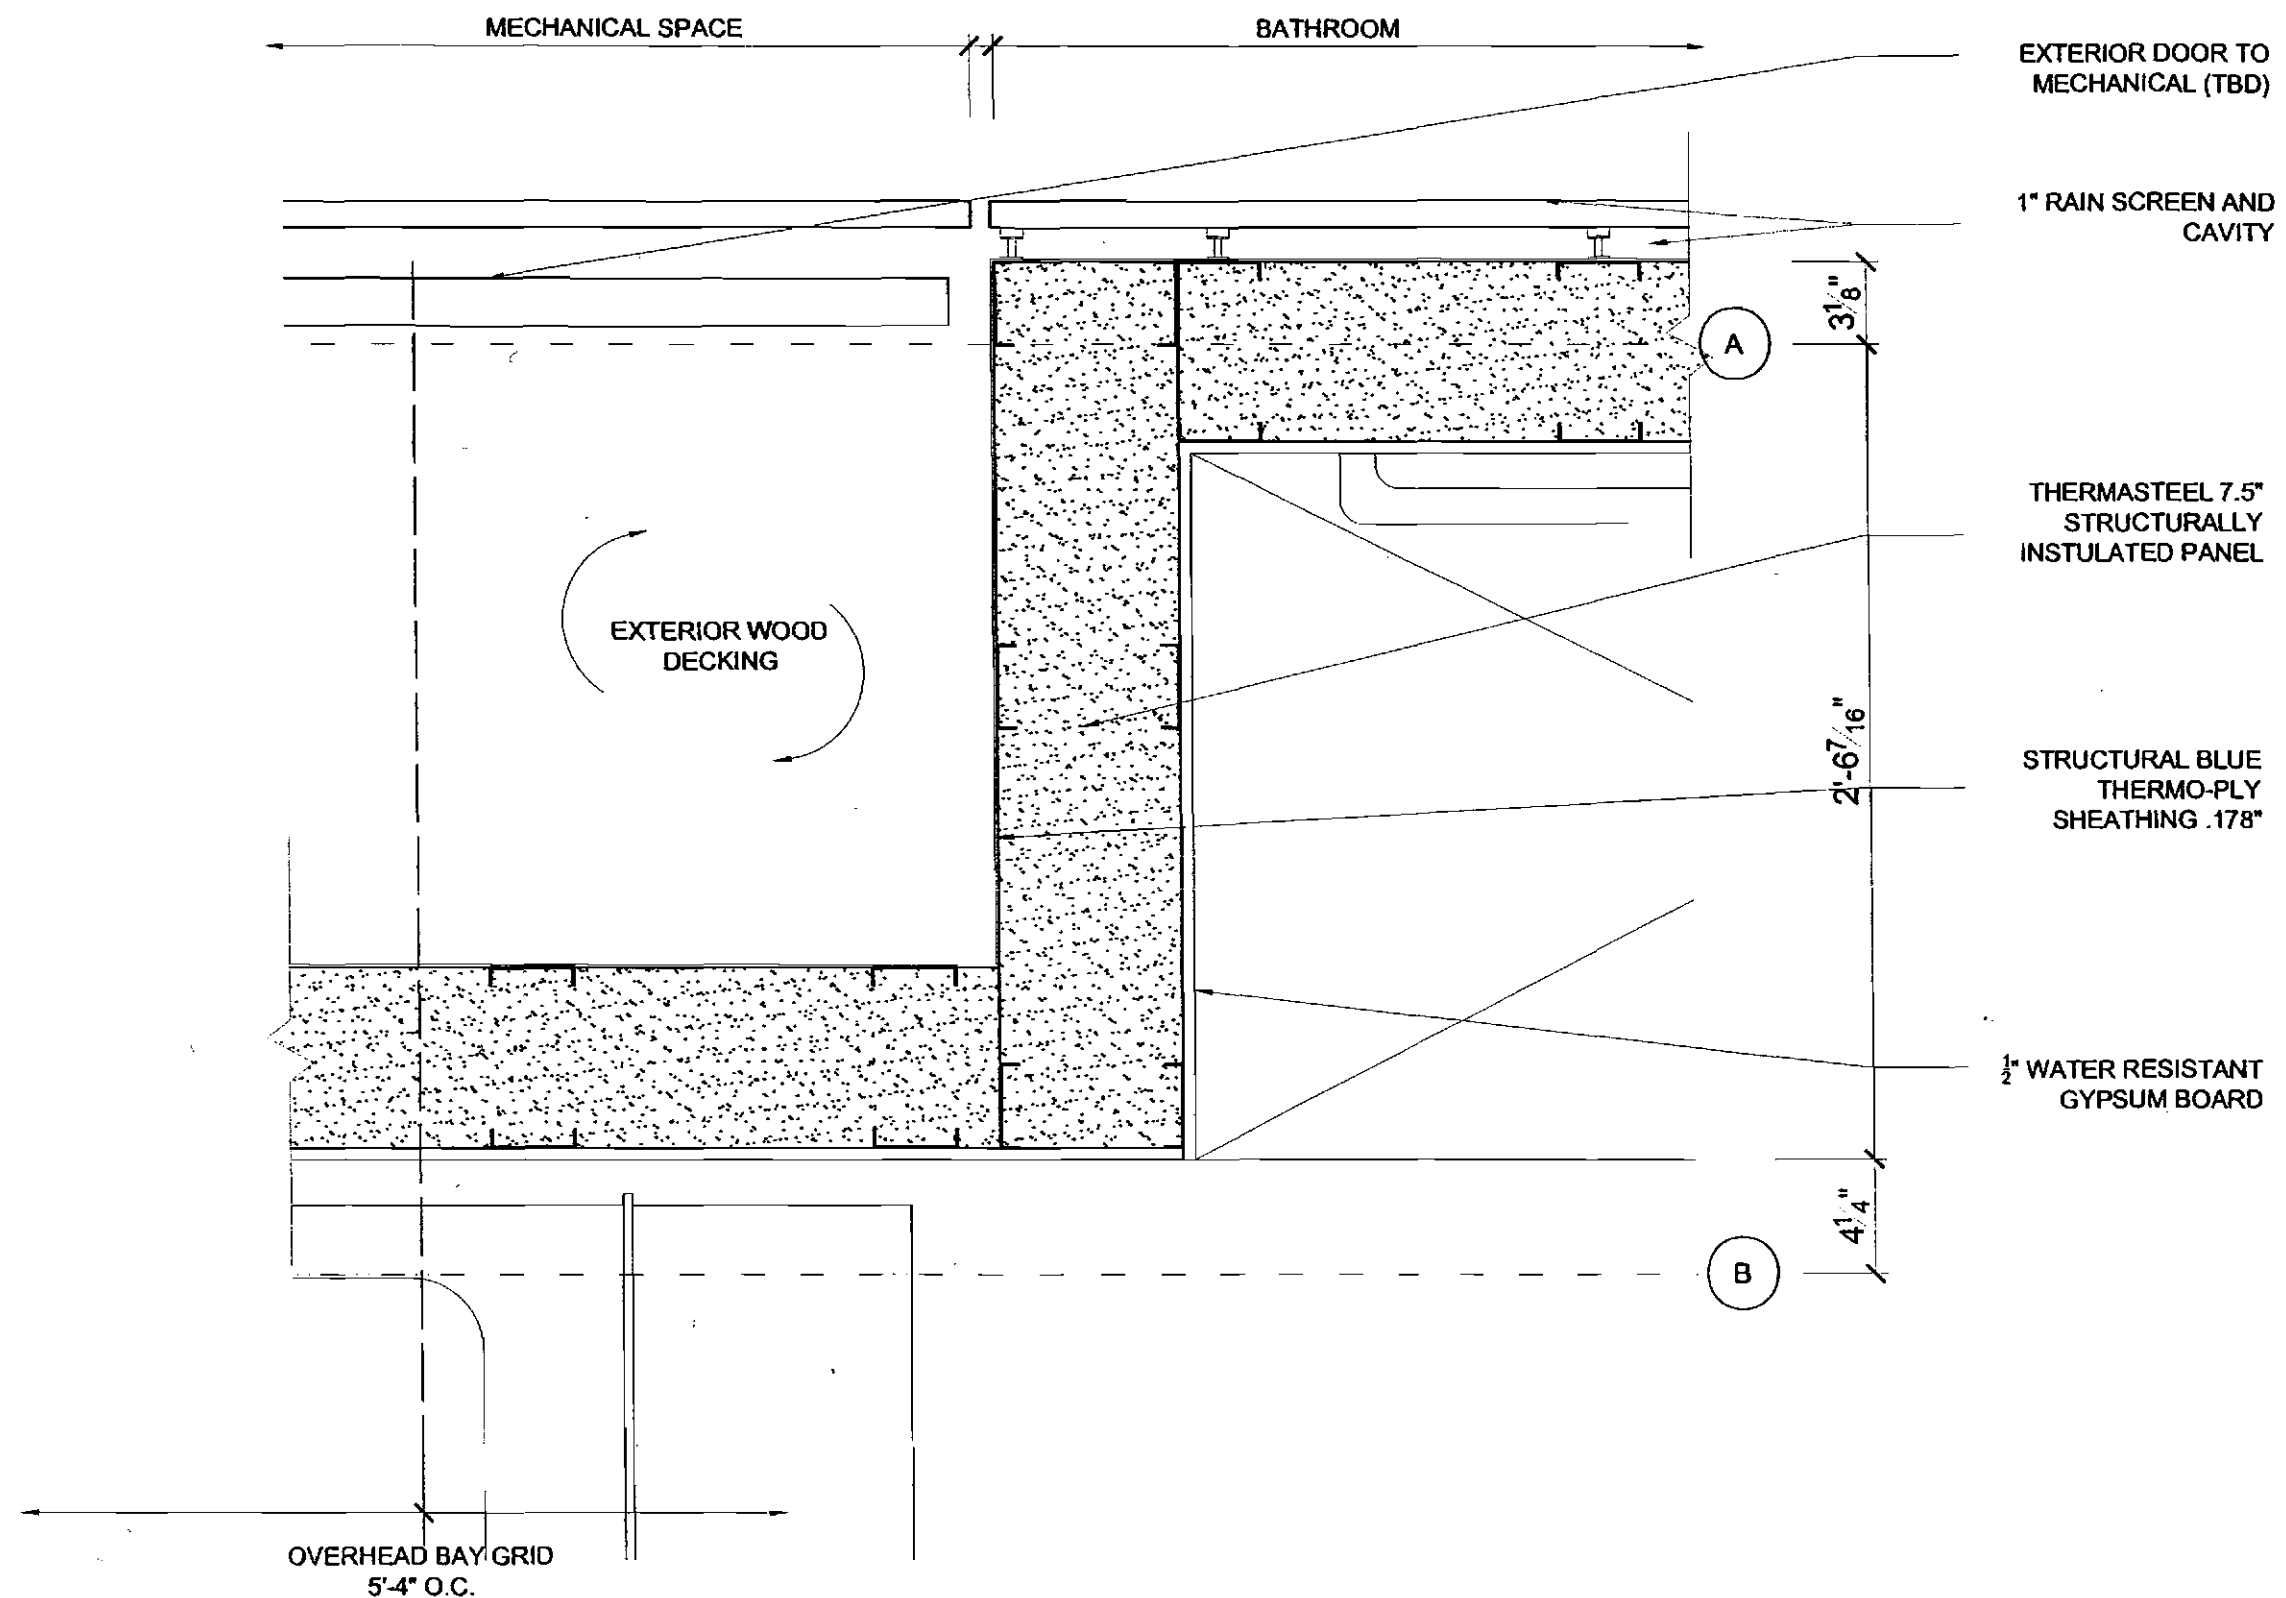 MECHANICAL SPACE
BATHROOM
EXTERIOR DOOR TO
MECHANICAL (TBD)
1" RAIN SCREEN AND
CAVITY
3 1/8"
A
THERMASTEEL 7.5"
STRUCTURALLY
INSTULATED PANEL
EXTERIOR WOOD
DECKING
2'-6 7/16"
STRUCTURAL BLUE
THERMO-PLY
SHEATHING .178"
1/2" WATER RESISTANT
GYPSUM BOARD
4 1/4"
B
OVERHEAD BAY GRID
5'-4" O.C.